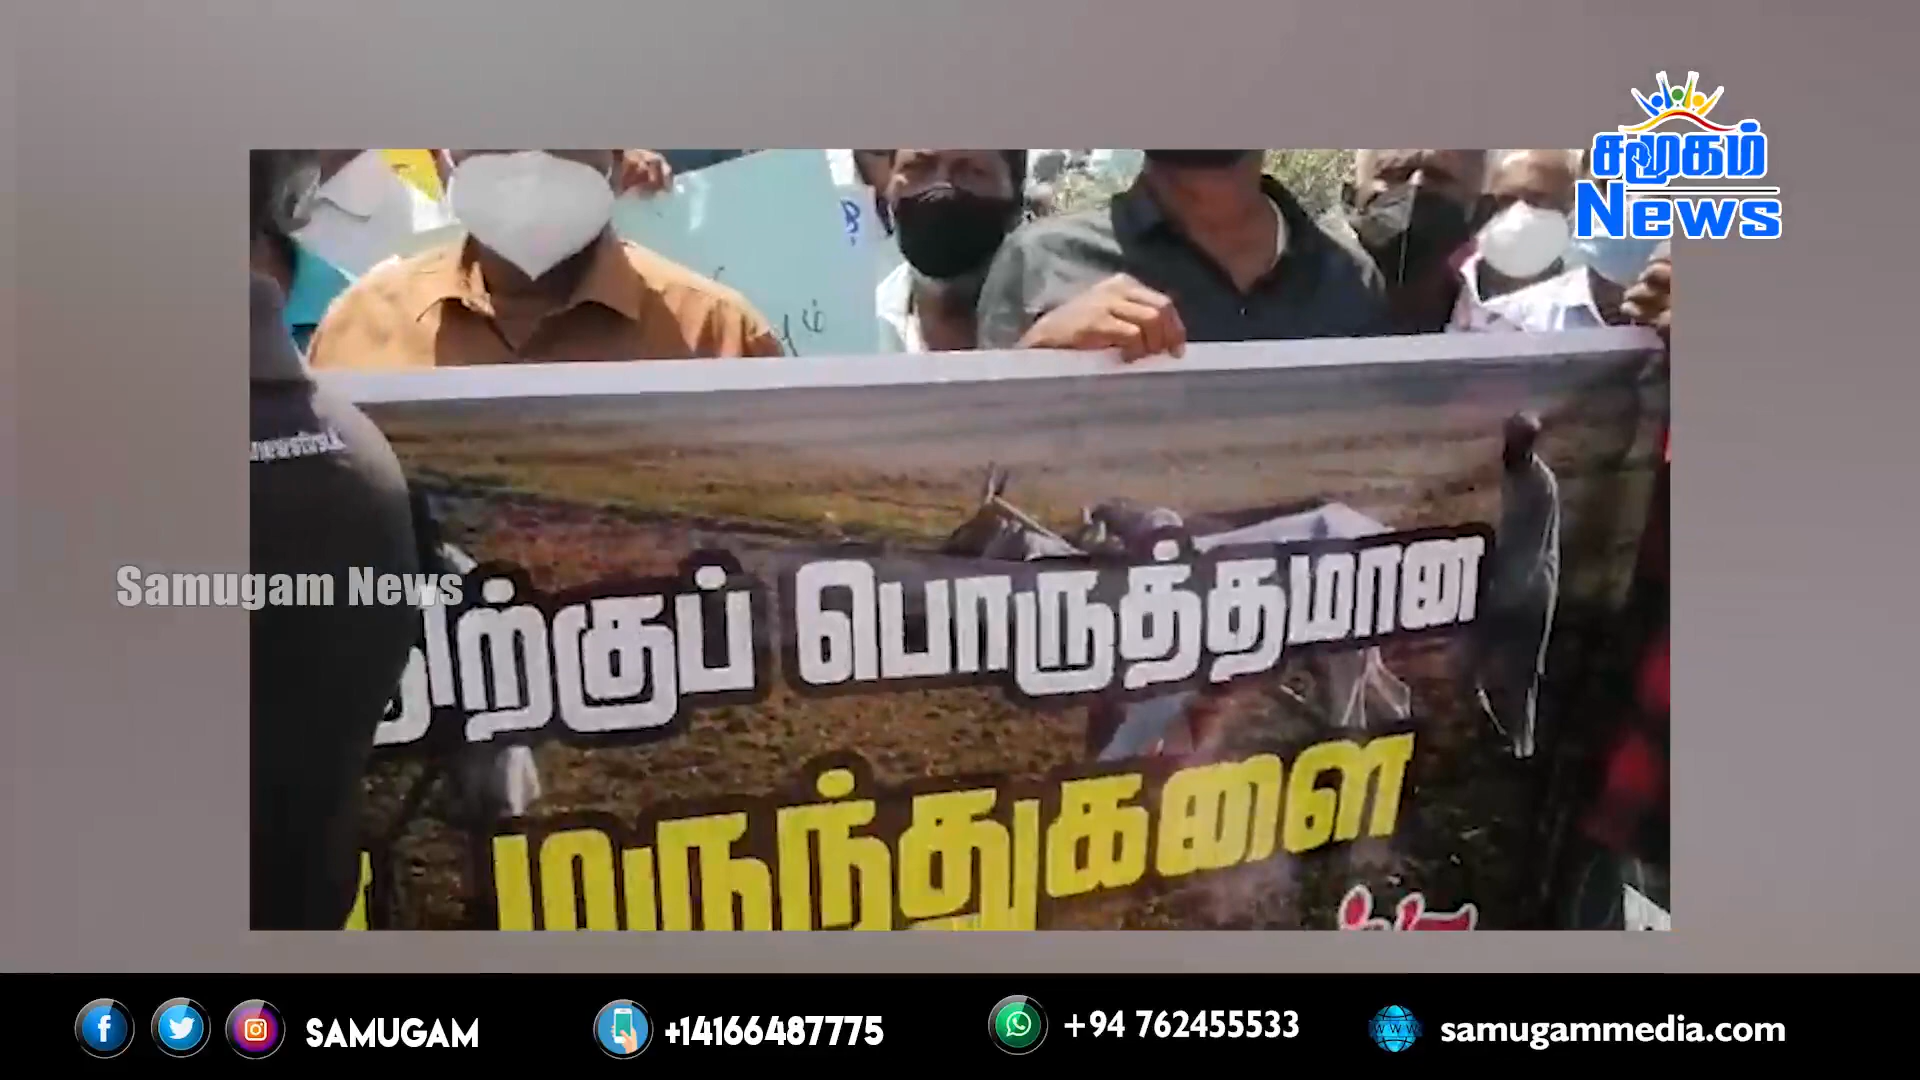 சமூகம்
News
Samugam News
பொருத்தமான
மருந்துகளை
SAMUGAM
+14166487775
+94 762455533
samugammedia.com